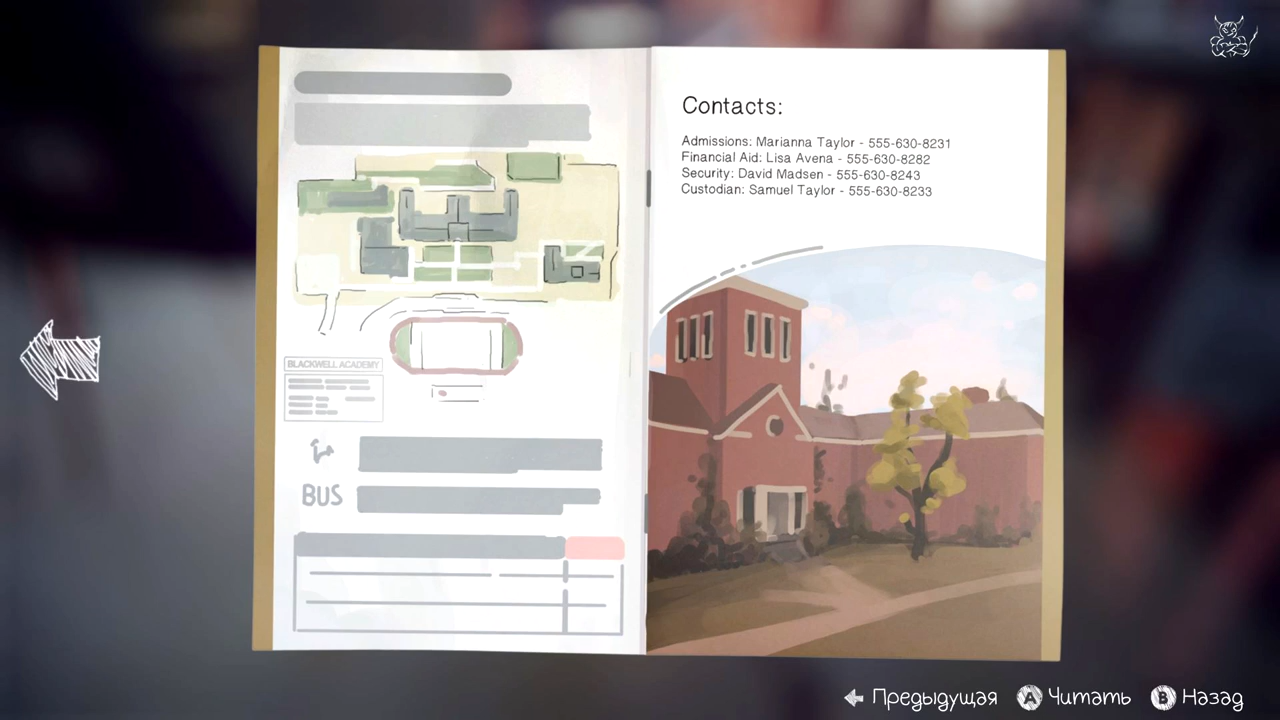 BLACKWELL ACADEMY
BUS
Contacts:
Admissions: Marianna Taylor - 555-630-8231
Financial Aid: Lisa Avena - 555-630-8282
Security: David Madsen - 555-630-8243
Custodian: Samuel Taylor - 555-630-8233
Предыдущая A Читать B Назад